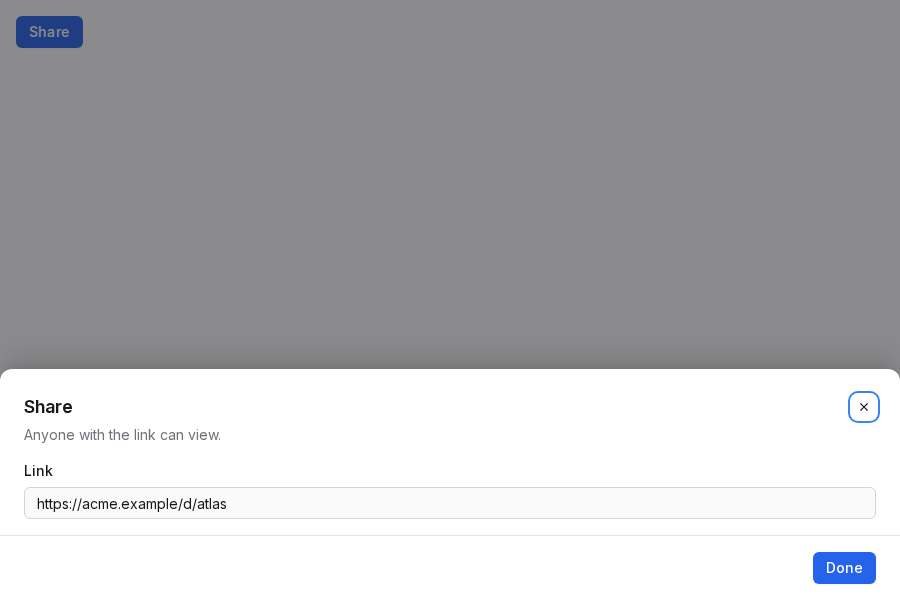 Share
Share
Anyone with the link can view.
Link
https://acme.example/d/atlas
Done